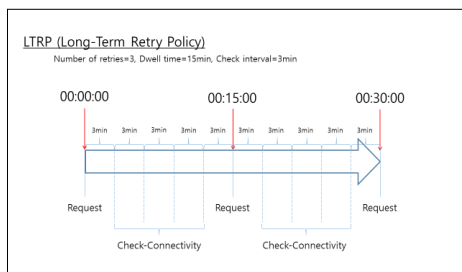 LTRP (Long-Term Retry Policy)
Number of retries=3, Dwell time=15min, Check interval=3min
00:00:00 00:15:00 00:30:00
3min 3min 3min 3min 3min 3min 3min 3min 3min 3min
Request Request Request
Check-Connectivity Check-Connectivity